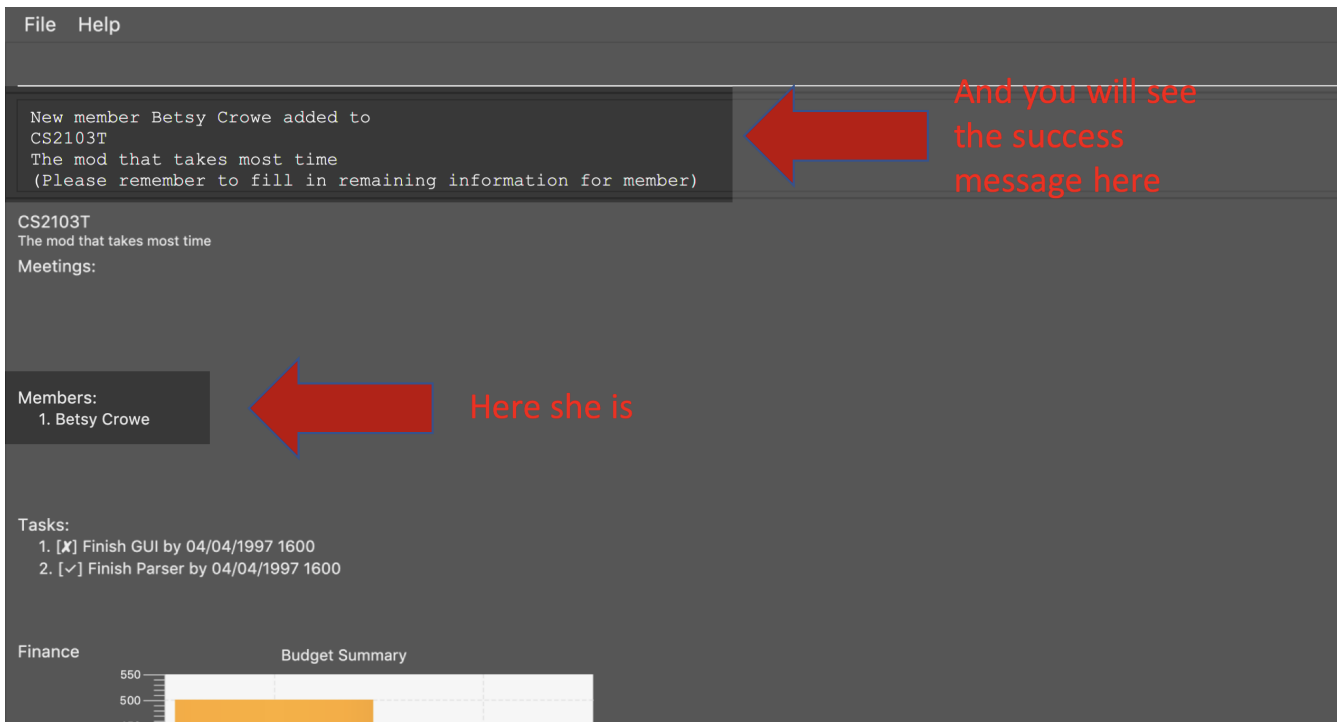 File Help
New member Betsy Crowe added to
CS2103T
The mod that takes most time
(Please remember to fill in remaining information for member)
And you will see
the success
message here
CS2103T
The mod that takes most time
Meetings:
Members:
1. Betsy Crowe
Here she is
Tasks:
1. [✗] Finish GUI by 04/04/1997 1600
2. [✓] Finish Parser by 04/04/1997 1600
Finance
Budget Summary
550
500